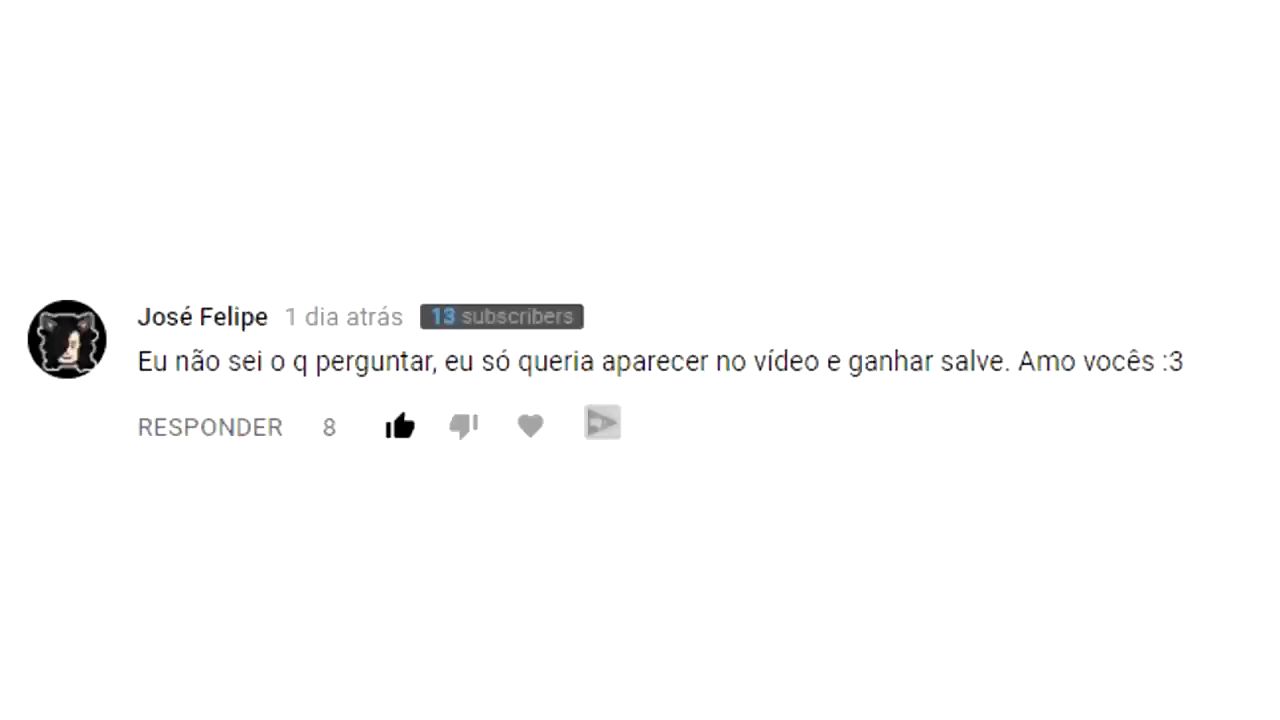 José Felipe 1 dia atrás 13 subscribers
Eu não sei o q perguntar, eu só queria aparecer no vídeo e ganhar salve. Amo vocês :3
RESPONDER 8